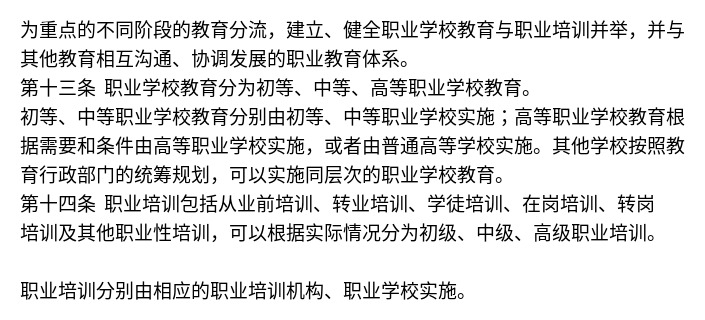 为重点的不同阶段的教育分流，建立、健全职业学校教育与职业培训并举，并与
其他教育相互沟通、协调发展的职业教育体系。
第十三条 职业学校教育分为初等、中等、高等职业学校教育。
初等、中等职业学校教育分别由初等、中等职业学校实施；高等职业学校教育根
据需要和条件由高等职业学校实施，或者由普通高等学校实施。其他学校按照教
育行政部门的统筹规划，可以实施同层次的职业学校教育。
第十四条 职业培训包括从业前培训、转业培训、学徒培训、在岗培训、转岗
培训及其他职业性培训，可以根据实际情况分为初级、中级、高级职业培训。
职业培训分别由相应的职业培训机构、职业学校实施。